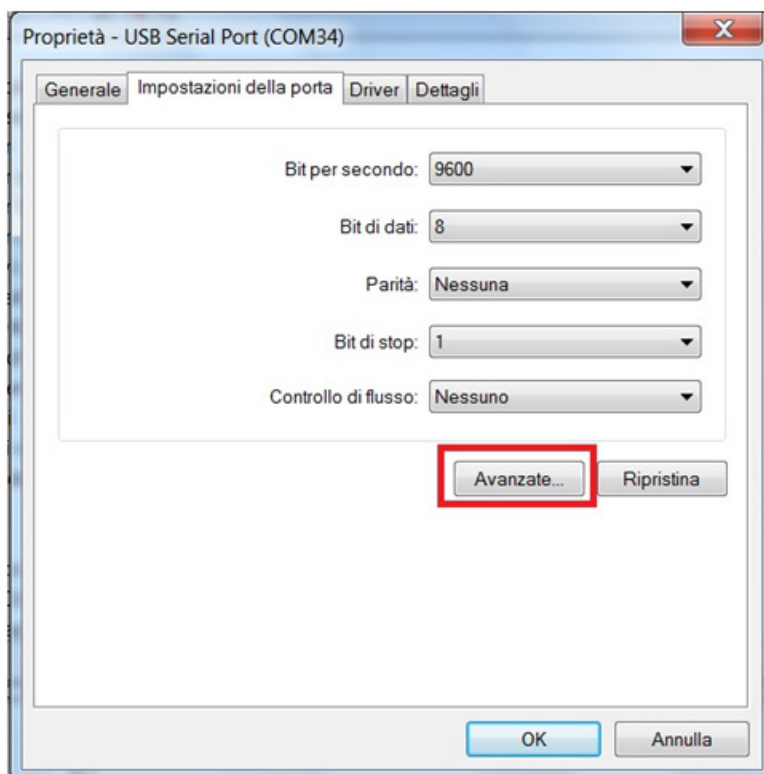 Proprietà - USB Serial Port (COM34)
Generale Impostazioni della porta Driver Dettagli
Bit per secondo: 9600
Bit di dati: 8
Parità: Nessuna
Bit di stop: 1
Controllo di flusso: Nessuno
Avanzate... Ripristina
OK Annulla